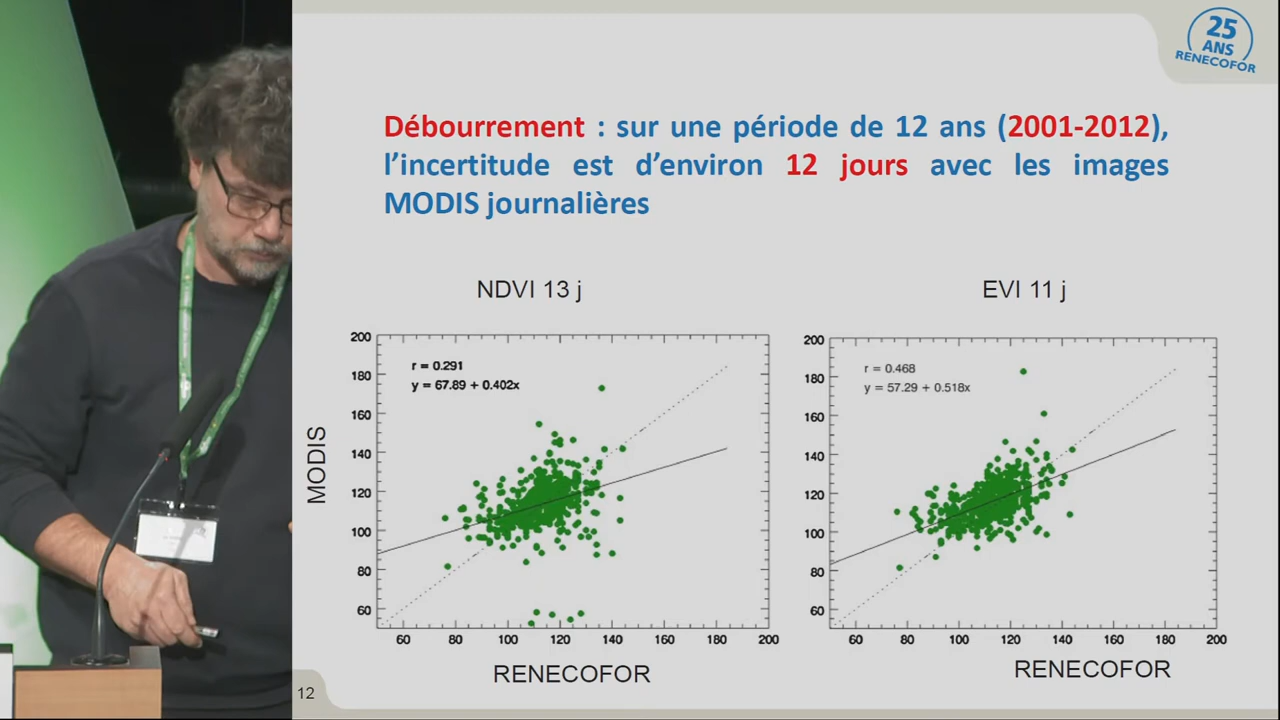 25
ANS
RENECOFOR
Débourrement : sur une période de 12 ans (2001-2012),
l’incertitude est d’environ 12 jours avec les images
MODIS journalières
NDVI 13 j
EVI 11 j
r = 0.291
y = 67.89 + 0.402x
200
180
160
140
120
100
80
60
MODIS
60 80 100 120 140 160 180 200
RENECOFOR
r = 0.468
y = 57.29 + 0.518x
200
180
160
140
120
100
80
60
60 80 100 120 140 160 180 200
RENECOFOR
12